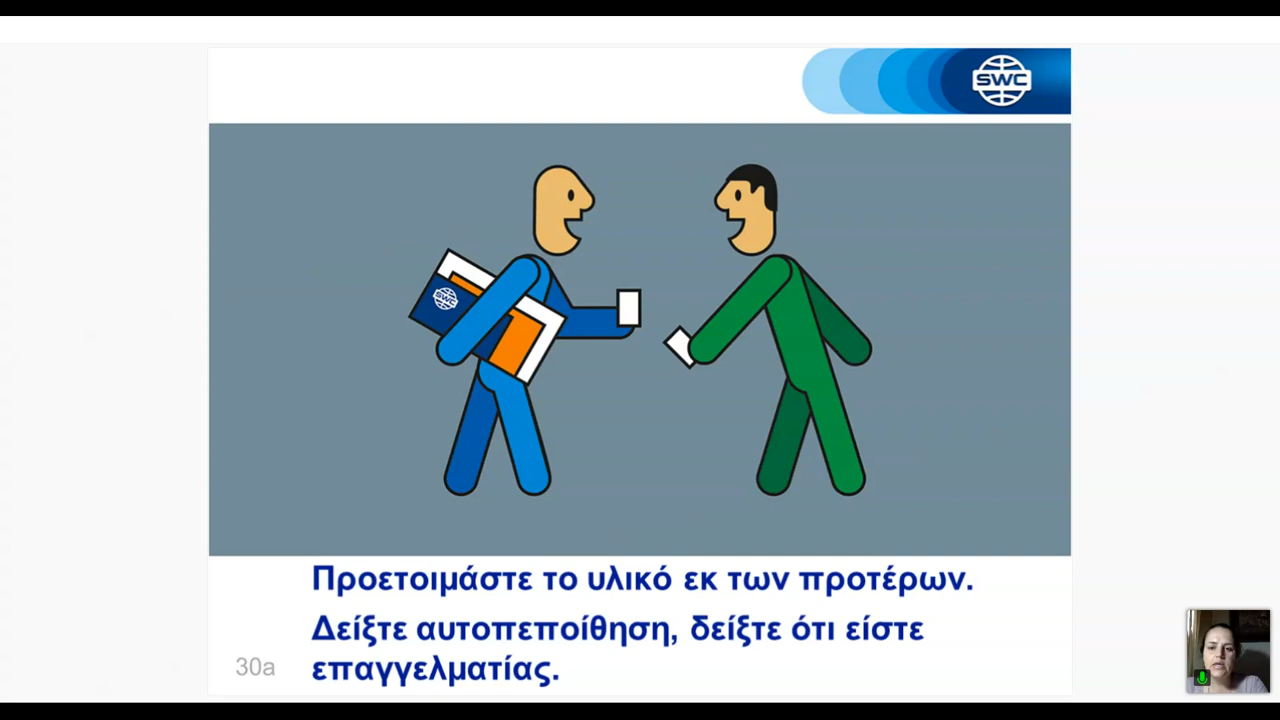 SWC
SWC
Προετοιμάστε το υλικό εκ των προτέρων.
Δείξτε αυτοπεποίθηση, δείξτε ότι είστε
επαγγελματίας.
30a